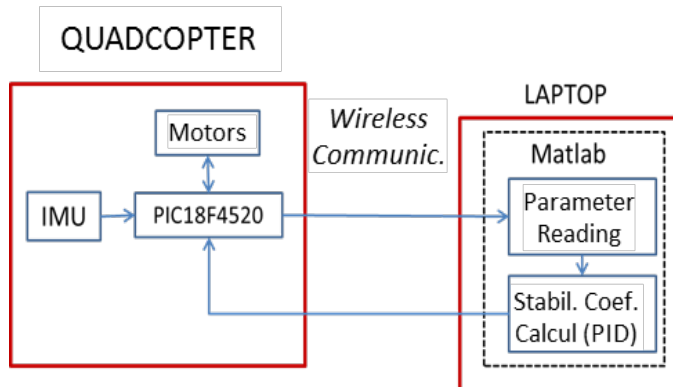 QUADCOPTER
Motors
IMU
PIC18F4520
Wireless
Communic.
LAPTOP
Matlab
Parameter
Reading
Stabil. Coef.
Calcul (PID)